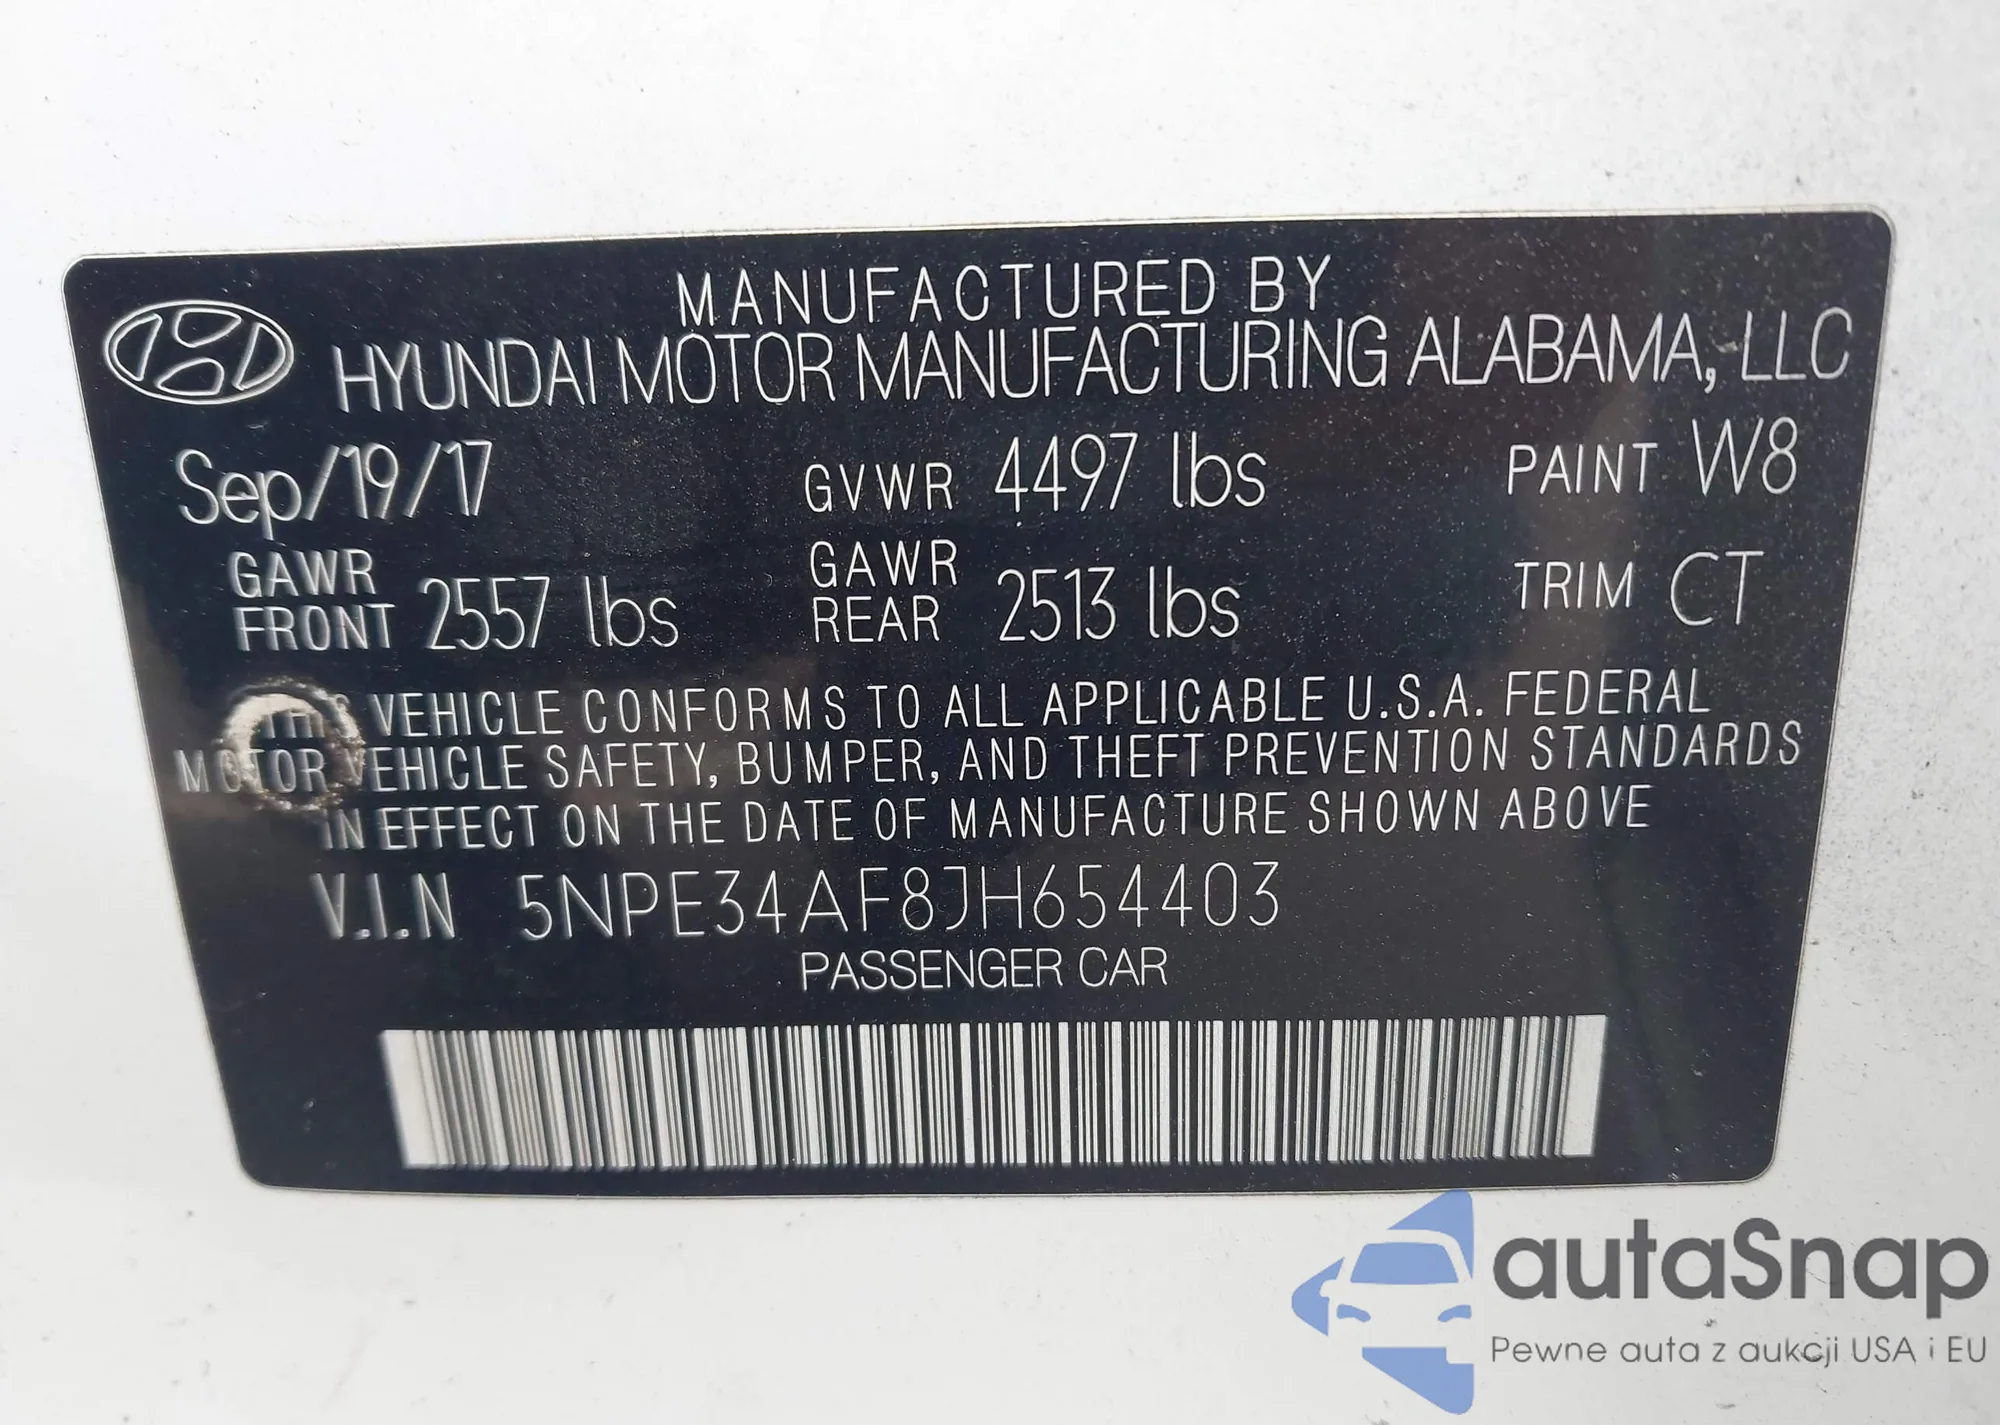 MANUFACTURED BY
HYUNDAI MOTOR MANUFACTURING ALABAMA, LLC
Sep/19/17 GVWR 4497 lbs PAINT W8
GAWR FRONT 2557 lbs GAWR REAR 2513 lbs TRIM CT
THIS VEHICLE CONFORMS TO ALL APPLICABLE U.S.A. FEDERAL
MOTOR VEHICLE SAFETY, BUMPER, AND THEFT PREVENTION STANDARDS
IN EFFECT ON THE DATE OF MANUFACTURE SHOWN ABOVE
V.I.N 5NPE34AF8JH654403
PASSENGER CAR
autaSnap
Pewne auta z aukcji USA i EU